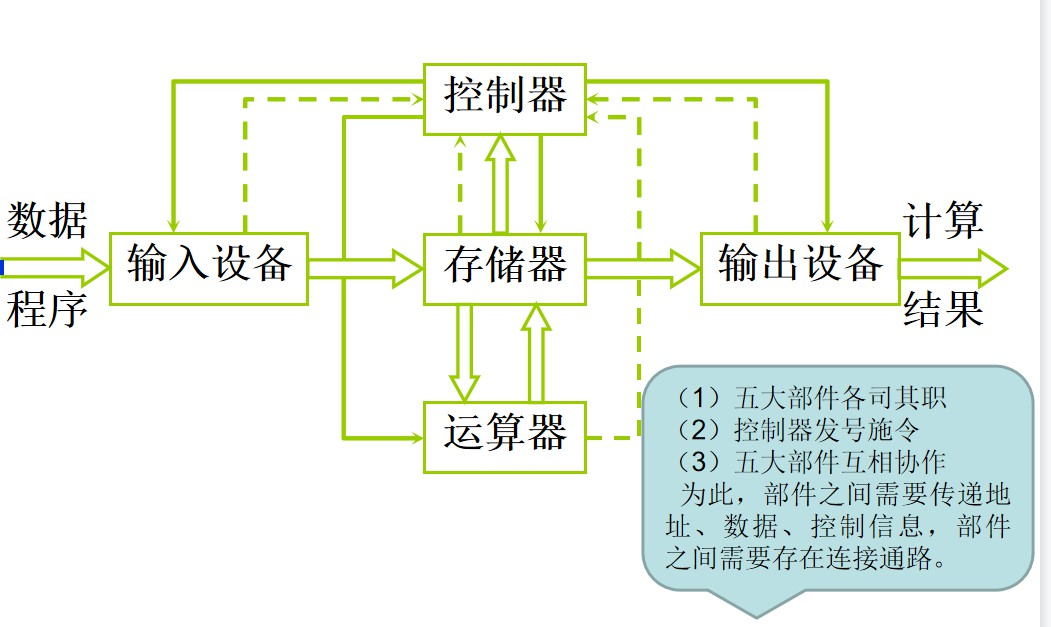 控制器
数据
程序
输入设备
存储器
输出设备
计算
结果
运算器
（1）五大部件各司其职
（2）控制器发号施令
（3）五大部件互相协作
为此，部件之间需要传递地
址、数据、控制信息，部件
之间需要存在连接通路。